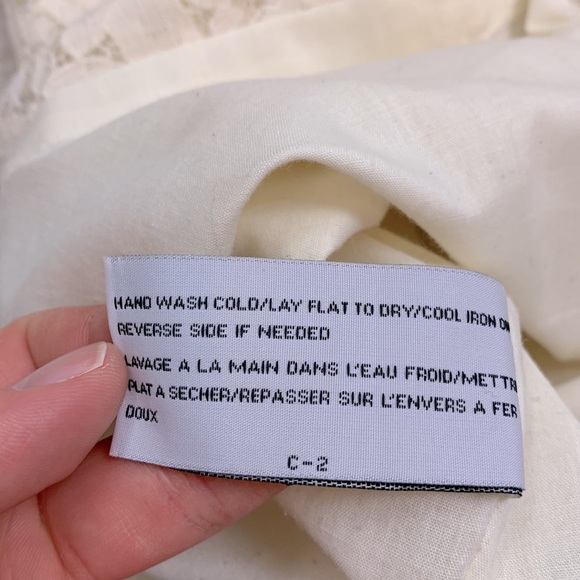 HAND WASH COLD/LAY FLAT TO DRY/COOL IRON ON
REVERSE SIDE IF NEEDED
LAVAGE A LA MAIN DANS L'EAU FROID/METTR
PLAT A SECHER/REPASSER SUR L'ENVERS A FER
DOUX
C-2